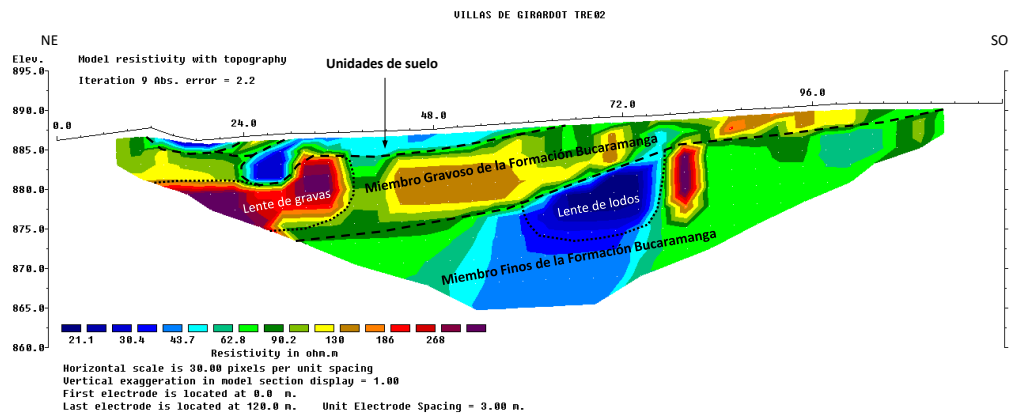 VILLAS DE GIRARDOT TRE02
NE
SO
Elev.
Model resistivity with topography
Iteration 9 Abs. error = 2.2
Unidades de suelo
895.0
890.0
885.0
880.0
875.0
870.0
865.0
860.0
0.0
24.0
48.0
72.0
96.0
Miembro Gravoso de la Formación Bucaramanga
Lente de gravas
Lente de lodos
Miembro Finos de la Formación Bucaramanga
21.1 30.4 43.7 62.8 90.2 130 186 268
Resistivity in ohm.m
Horizontal scale is 30.00 pixels per unit spacing
Vertical exaggeration in model section display = 1.00
First electrode is located at 0.0 m.
Last electrode is located at 120.0 m. Unit Electrode Spacing = 3.00 m.